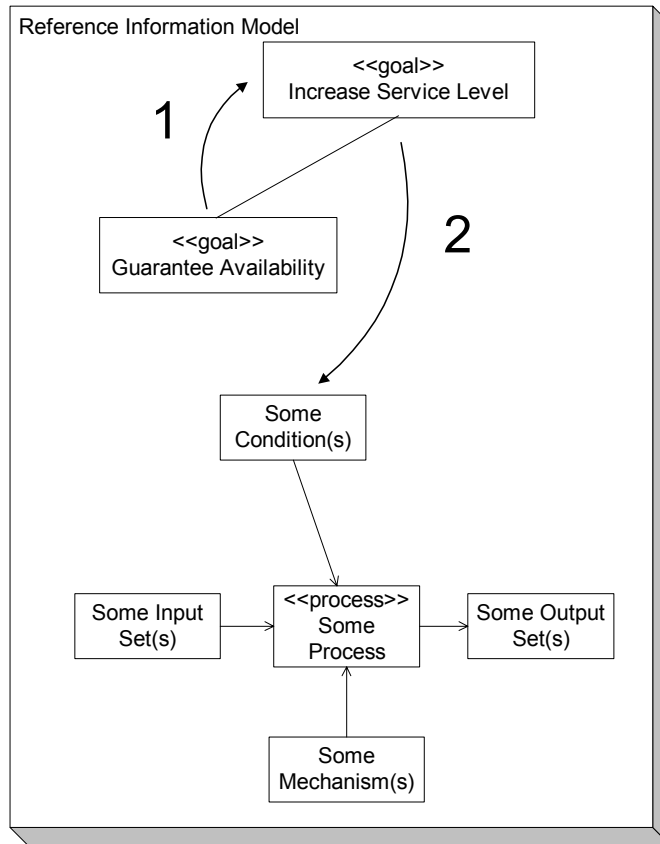 Reference Information Model
<<goal>>
Increase Service Level
1
<<goal>>
Guarantee Availability
2
Some
Condition(s)
Some Input
Set(s)
<<process>>
Some
Process
Some Output
Set(s)
Some
Mechanism(s)